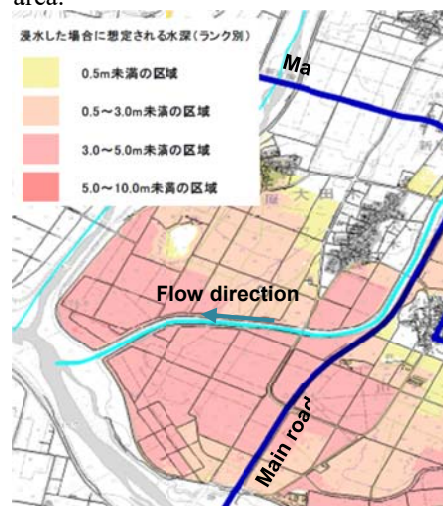 area.
浸水した場合に想定される水深(ランク別)
0.5m未満の区域
0.5～3.0m未満の区域
3.0～5.0m未満の区域
5.0～10.0m未満の区域
Ma
大田木
Flow direction
Main road